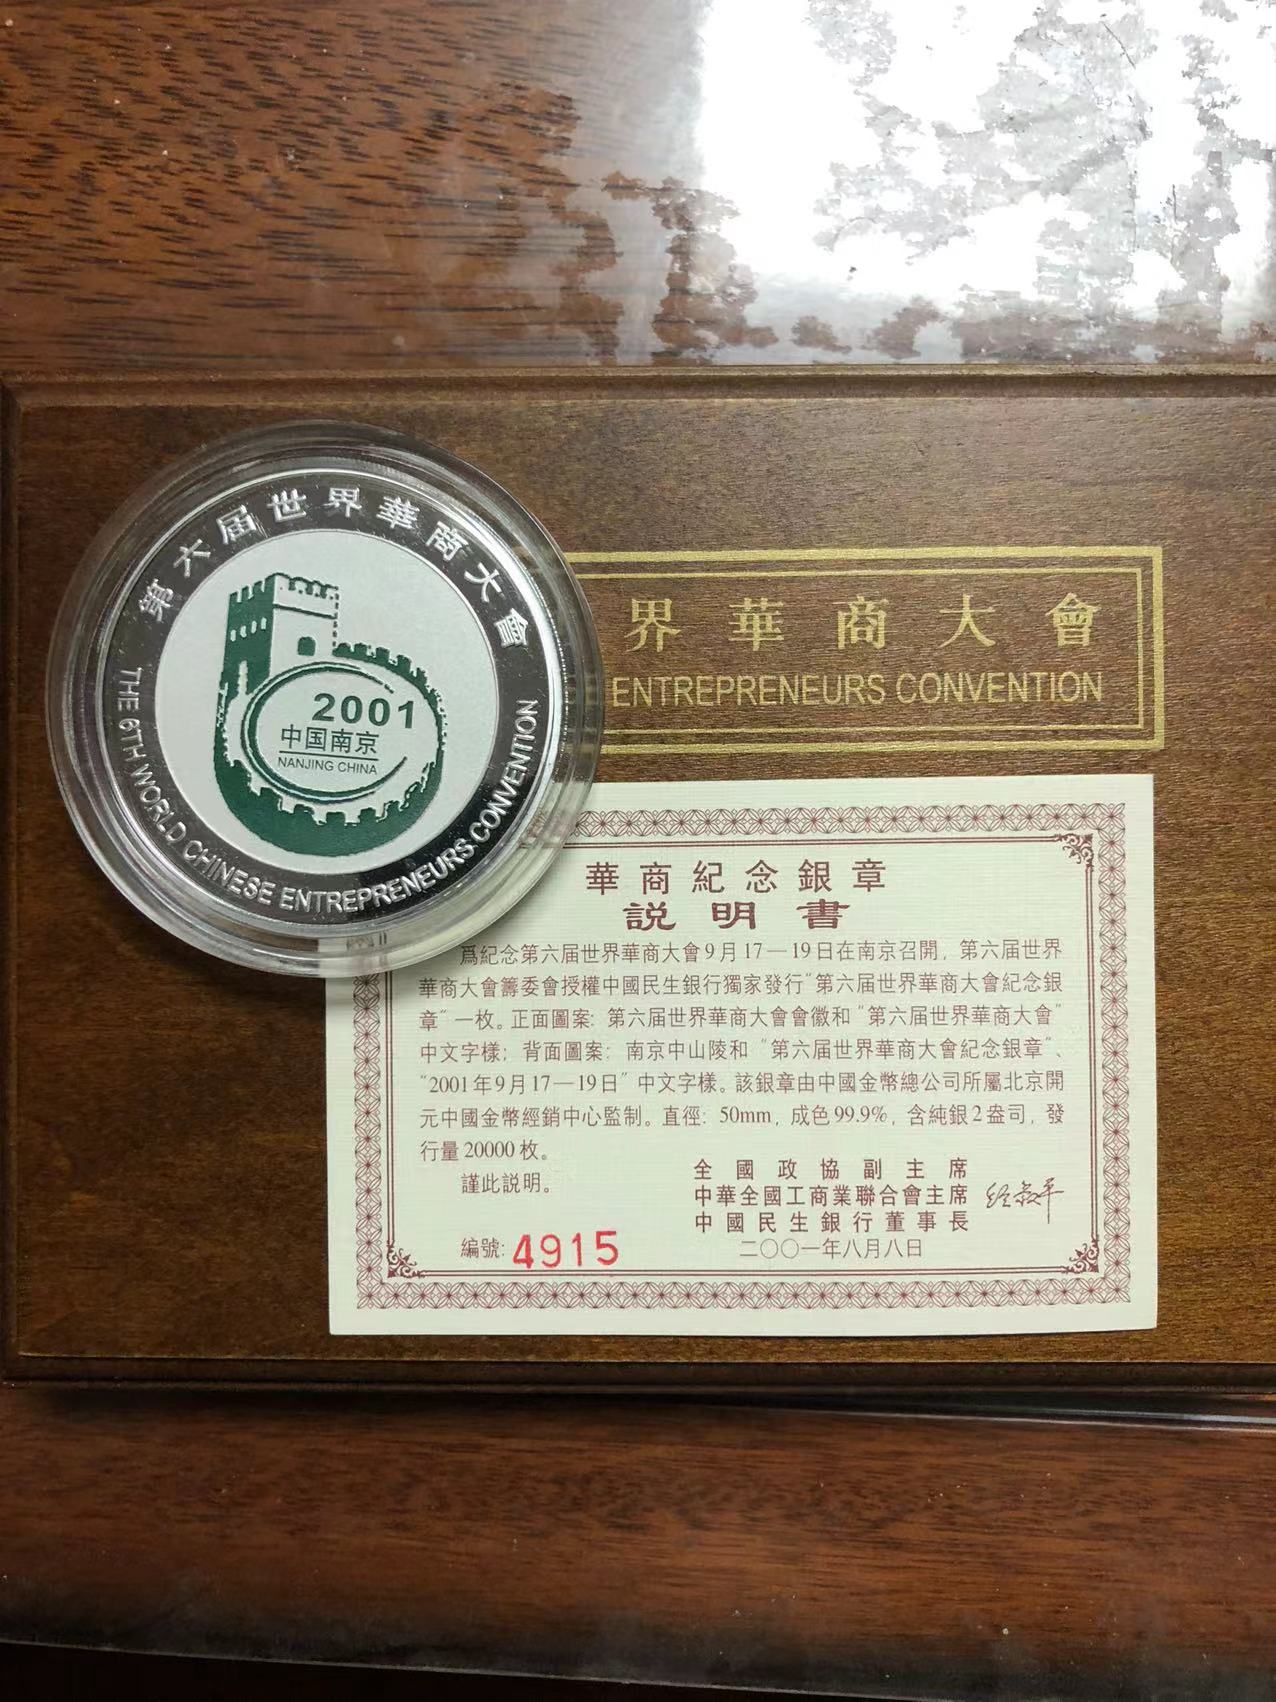 第六届世界華商大會
2001
中国南京
NANJING CHINA
THE 6TH WORLD CHINESE ENTREPRENEURS CONVENTION
界華商大會
ENTREPRENEURS CONVENTION
華商紀念銀章
説明書
爲紀念第六届世界華商大會9月17—19日在南京召開，第六届世界
華商大會籌委會授權中國民生銀行獨家發行“第六届世界華商大會紀念銀
章”一枚。正面圖案：第六届世界華商大會會徽和“第六届世界華商大會”
中文字樣；背面圖案：南京中山陵和“第六届世界華商大會紀念銀章”、
“2001年9月17—19日”中文字樣。該銀章由中國金幣總公司所屬北京開
元中國金幣經銷中心監制。直徑：50mm，成色99.9%，含純銀2盎司，發
行量20000枚。
謹此説明。
全國政協副主席
中華全國工商業聯合會主席 经叔平
中國民生銀行董事長
二〇〇一年八月八日
編號：4915